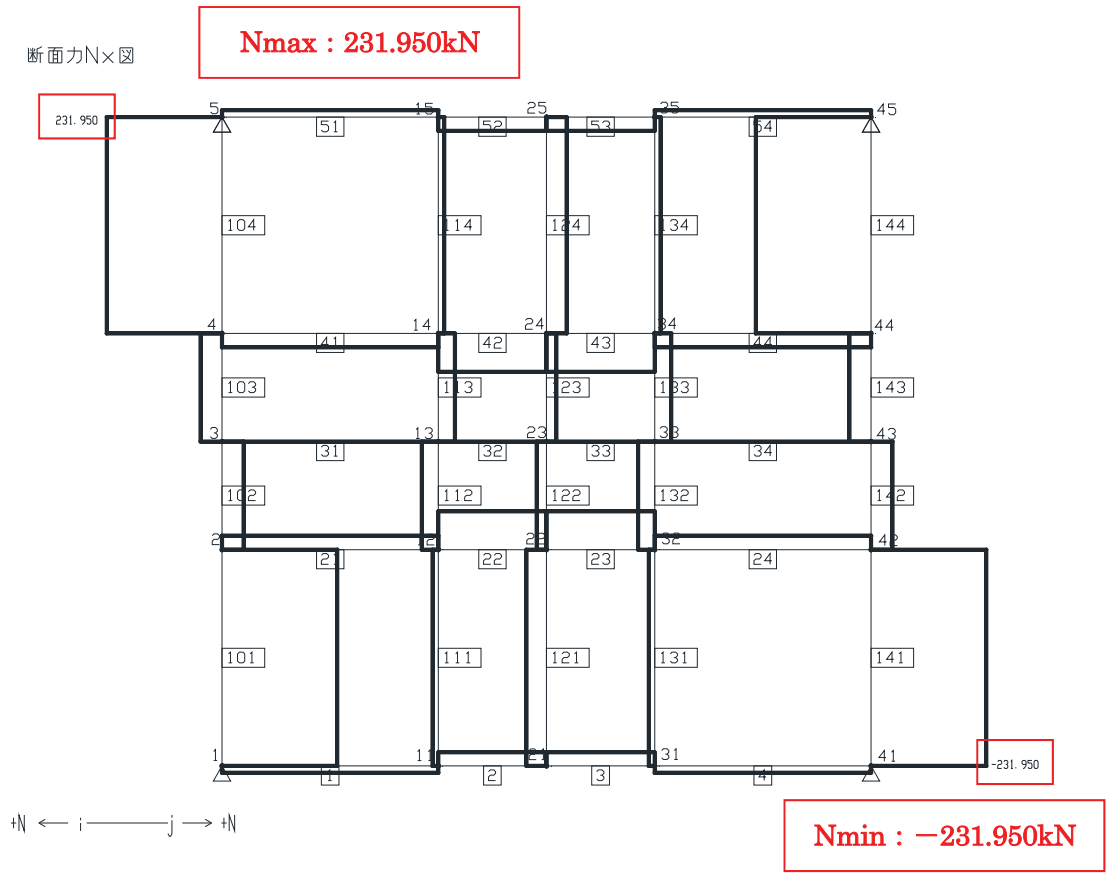 Nmax : 231.950kN
断面力Nx図
231.950
5 15 25 35 45
51 52 53 54
104 114 124 134 144
4 14 24 34 44
41 42 43 44
103 113 123 133 143
3 13 23 33 43
31 32 33 34
102 112 122 132 142
2 12 22 32 42
21 22 23 24
101 111 121 131 141
1 11 21 31 41
-231.950
1 2 3 4
+N ← i j → +N
Nmin : －231.950kN